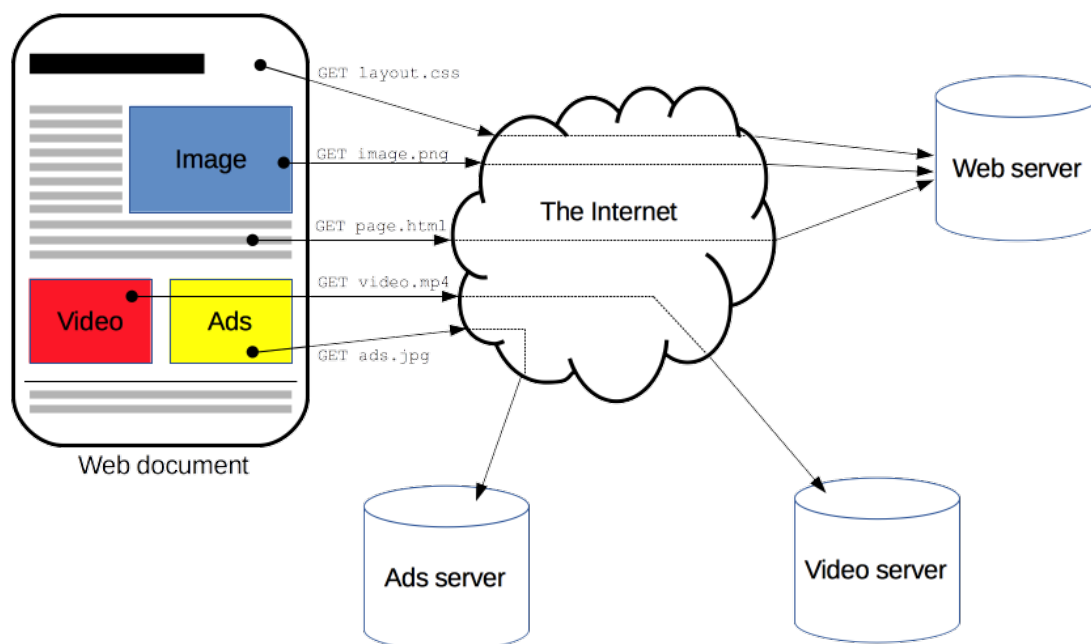 GET layout.css
Image
GET image.png
Web server
The Internet
GET page.html
GET video.mp4
Video
Ads
GET ads.jpg
Web document
Ads server
Video server